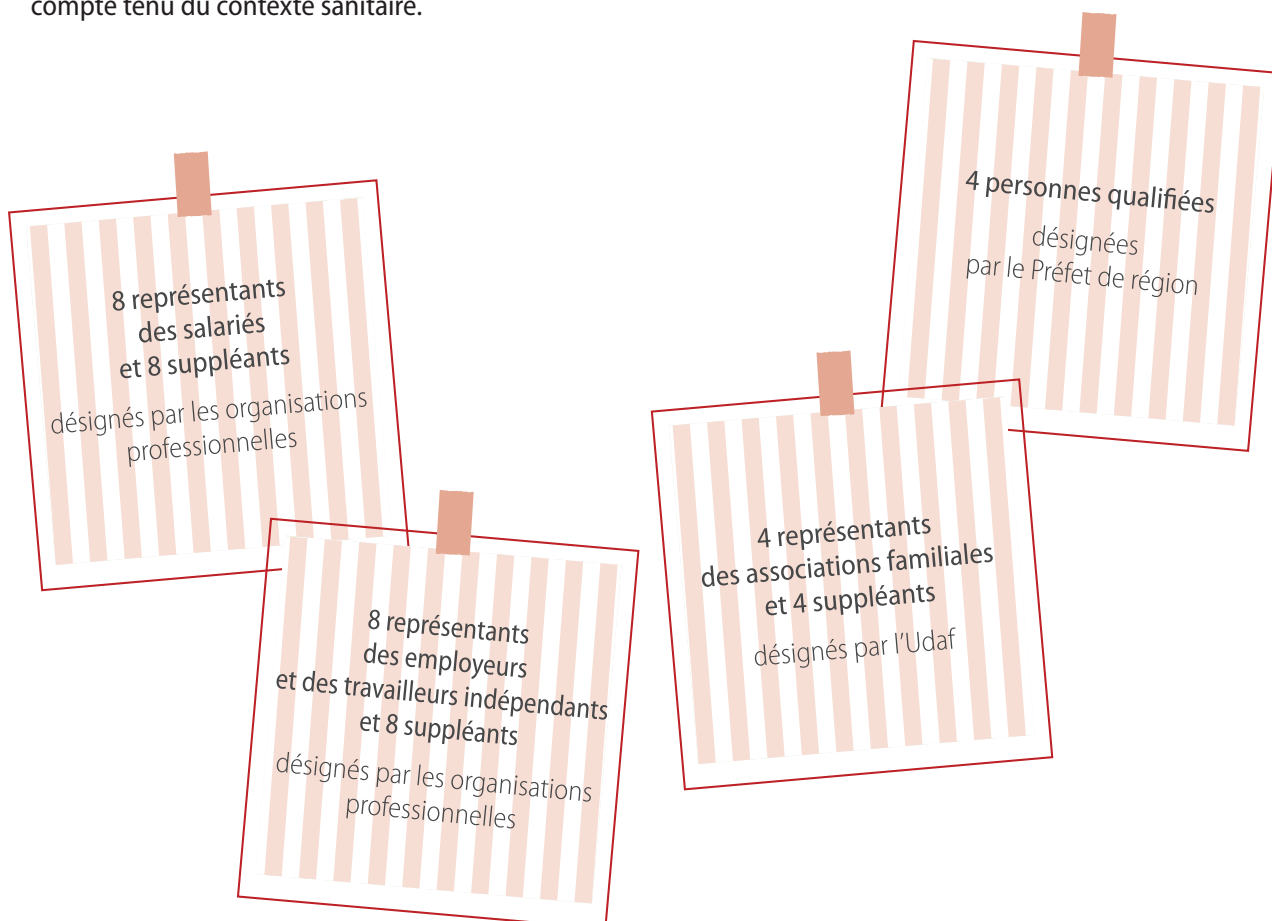 compte tenu du contexte sanitaire.
8 représentants
des salariés
et 8 suppléants
désignés par les organisations
professionnelles
8 représentants
des employeurs
et des travailleurs indépendants
et 8 suppléants
désignés par les organisations
professionnelles
4 représentants
des associations familiales
et 4 suppléants
désignés par l’Udaf
4 personnes qualifiées
désignées
par le Préfet de région